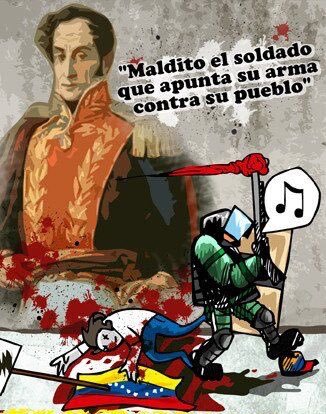 "Maldito el soldado
que apunta su arma
contra su pueblo"